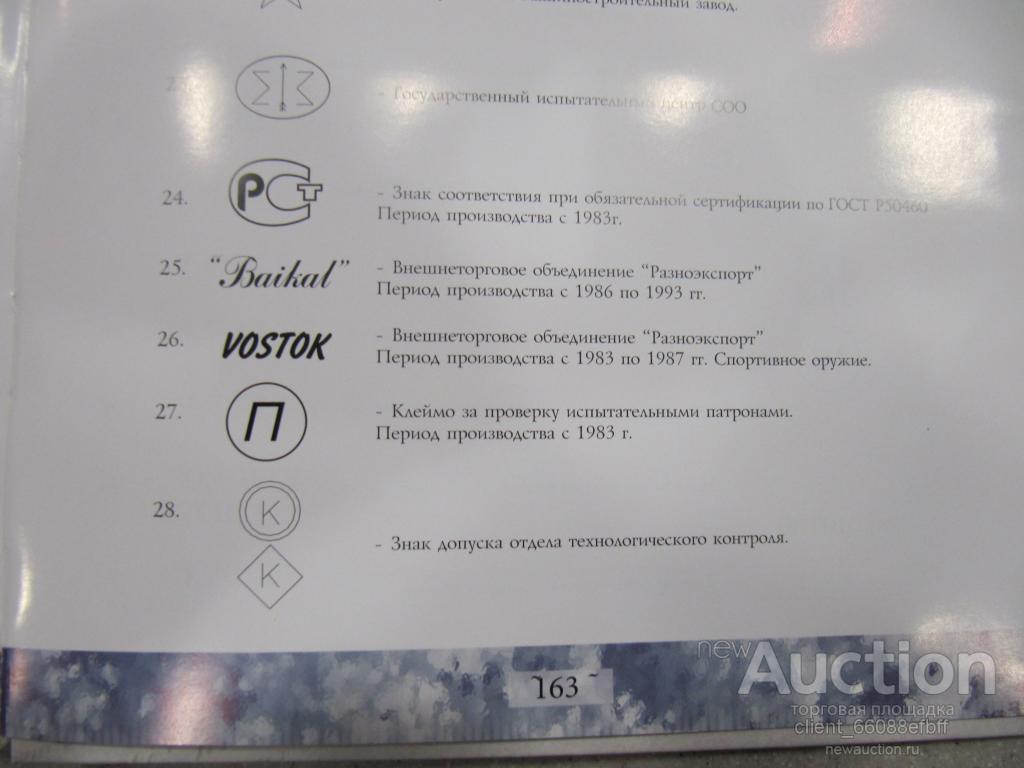 завод.
- Государственный испытательный центр СОО
24. РСТ - Знак соответствия при обязательной сертификации по ГОСТ Р50460
Период производства с 1983г.
25. "Baikal" - Внешнеторговое объединение "Разноэкспорт"
Период производства с 1986 по 1993 гг.
26. VOSTOK - Внешнеторговое объединение "Разноэкспорт"
Период производства с 1983 по 1987 гг. Спортивное оружие.
27. П - Клеймо за проверку испытательными патронами.
Период производства с 1983 г.
28. К
- Знак допуска отдела технологического контроля.
К
163
newAuction
торговая площадка
client_66088efbff
newauction.ru